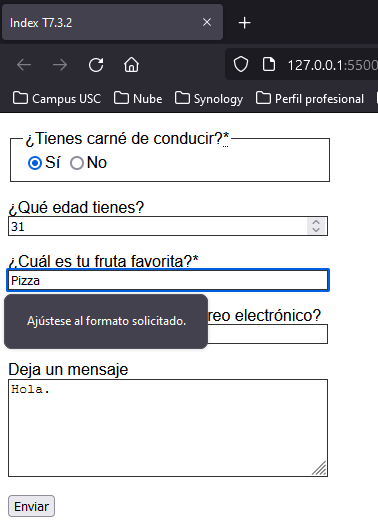 Index T7.3.2
127.0.0.1:5500
Campus USC
Nube
Synology
Perfil profesional
¿Tienes carné de conducir?*
Sí
No
¿Qué edad tienes?
31
¿Cuál es tu fruta favorita?*
Pizza
Ajústese al formato solicitado.
reo electrónico?
Deja un mensaje
Hola.
Enviar